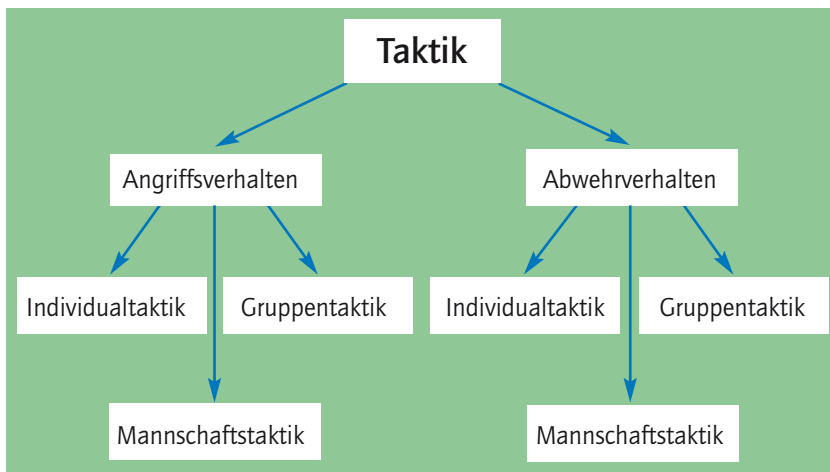 Taktik
Angriffsverhalten
Abwehrverhalten
Individualtaktik
Gruppentaktik
Individualtaktik
Gruppentaktik
Mannschaftstaktik
Mannschaftstaktik